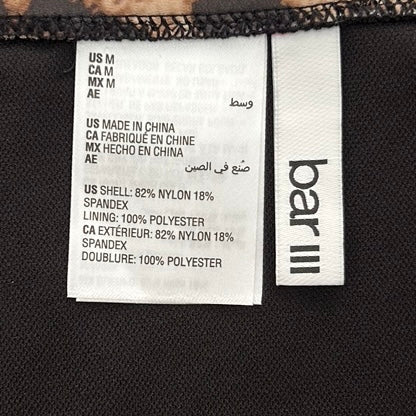 US M
CA M
MX M
AE
وسط
US MADE IN CHINA
CA FABRIQUÉ EN CHINE
MX HECHO EN CHINA
AE
صُنع في الصين
US SHELL: 82% NYLON 18%
SPANDEX
LINING: 100% POLYESTER
CA EXTÉRIEUR: 82% NYLON 18%
SPANDEX
DOUBLURE: 100% POLYESTER
bar III